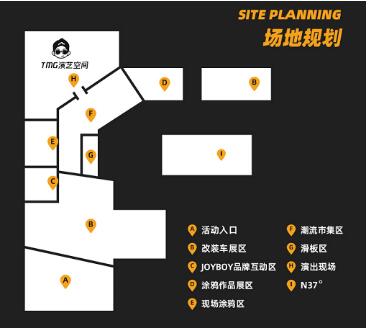 SITE PLANNING
场地规划
TMG演艺空间
H
D
B
F
E
G
I
C
B
A
A 活动入口
B 改装车展区
C JOYBOY品牌互动区
D 涂鸦作品展区
E 现场涂鸦区
F 潮流市集区
G 滑板区
H 演出现场
I N37°